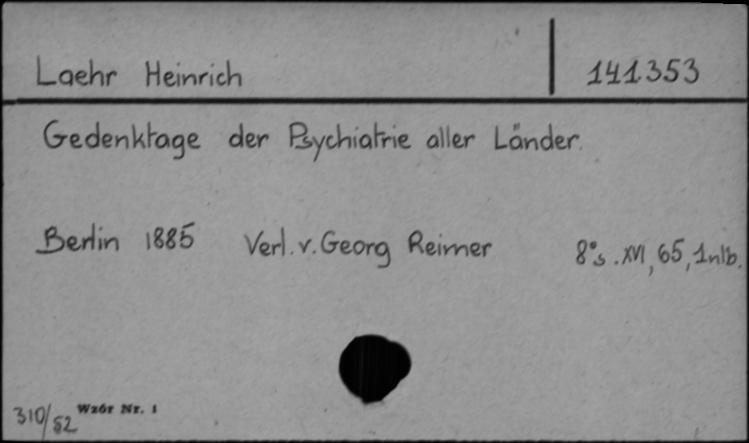 Laehr Heinrich 141353
Gedenktage der Psychiatrie aller Länder.
Berlin 1885 Verl. v. Georg Reimer 8°s. XVI, 65, 1nlb.
310/52 Wzór Nr. 1